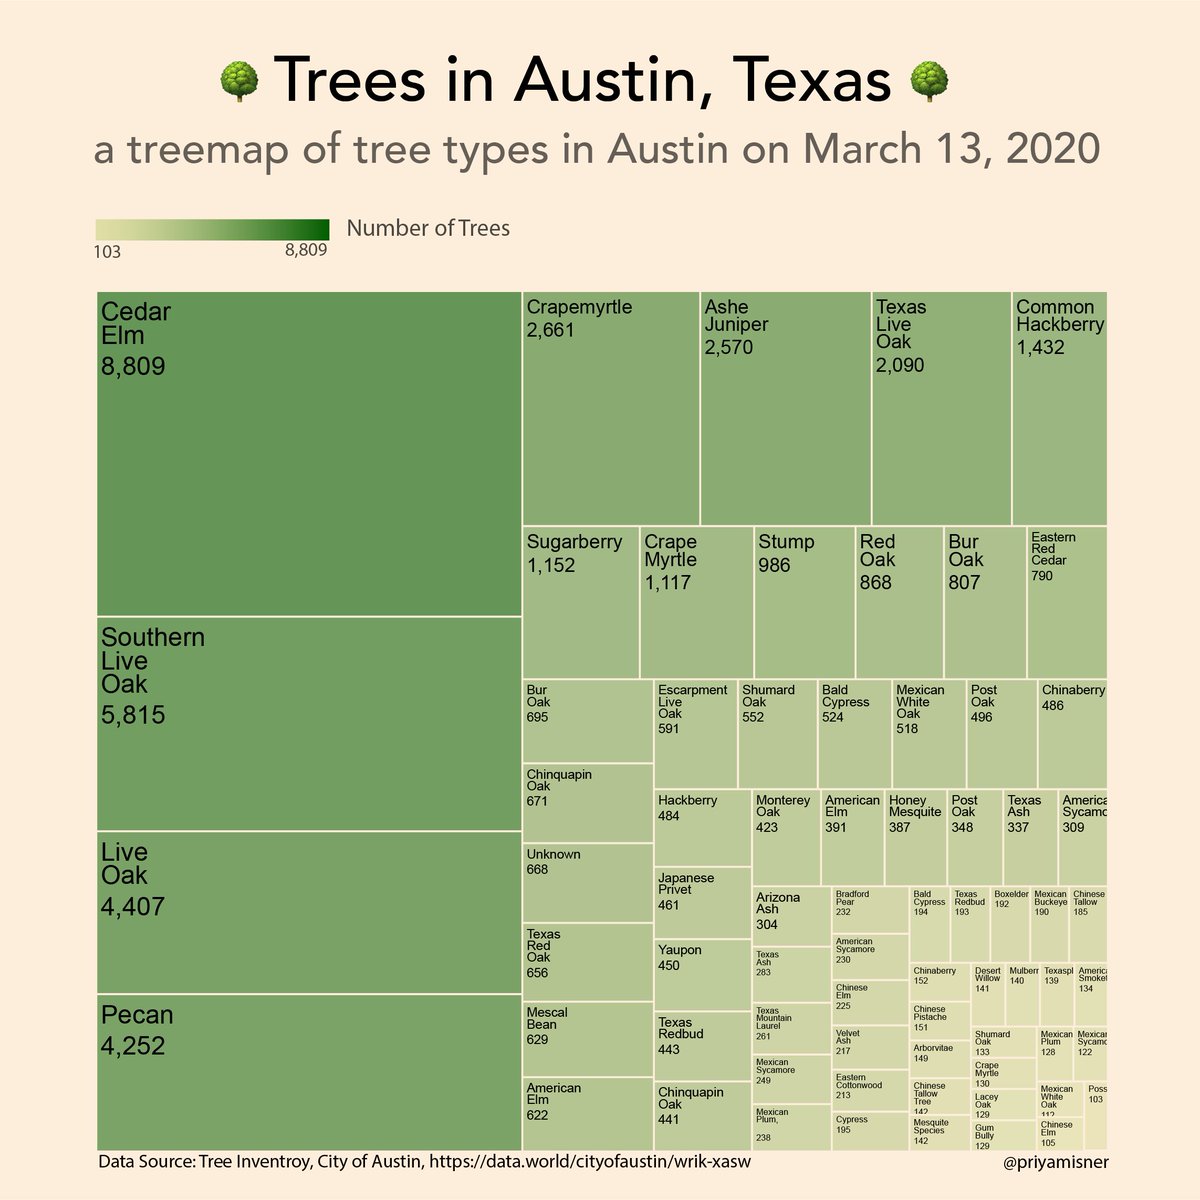 Trees in Austin, Texas
a treemap of tree types in Austin on March 13, 2020
Number of Trees
103
8,809
Cedar
Elm
8,809
Southern
Live
Oak
5,815
Live
Oak
4,407
Pecan
4,252
Crapemyrtle
2,661
Ashe
Juniper
2,570
Texas
Live
Oak
2,090
Common
Hackberry
1,432
Sugarberry
1,152
Crape
Myrtle
1,117
Stump
986
Red
Oak
868
Bur
Oak
807
Eastern
Red
Cedar
790
Bur
Oak
695
Chinquapin
Oak
671
Unknown
668
Texas
Red
Oak
656
Mescal
Bean
629
American
Elm
622
Escarpment
Live
Oak
591
Shumard
Oak
552
Bald
Cypress
524
Mexican
White
Oak
518
Post
Oak
496
Chinaberry
486
Hackberry
484
Japanese
Privet
461
Yaupon
450
Texas
Redbud
443
Chinquapin
Oak
441
Monterey
Oak
423
American
Elm
391
Honey
Mesquite
387
Post
Oak
348
Texas
Ash
337
America
Sycamo
309
Arizona
Ash
304
Texas
Ash
283
Texas
Mountain
Laurel
261
Mexican
Sycamore
249
Mexican
Plum,
238
Bradford
Pear
232
American
Sycamore
230
Chinese
Elm
225
Velvet
Ash
217
Eastern
Cottonwood
213
Cypress
195
Bald
Cypress
194
Texas
Redbud
193
Boxelder
192
Mexican
Buckeye
190
Chinese
Tallow
185
Chinaberry
152
Chinese
Pistache
151
Arborvitae
149
Chinese
Tallow
Tree
142
Mesquite
Species
142
Desert
Willow
141
Mulberr
140
Texaspl
139
America
Smoket
134
Shumard
Oak
133
Crape
Myrtle
130
Lacey
Oak
129
Gum
Bully
129
Mexican
Plum
128
Mexican
Sycamo
122
Mexican
White
Oak
112
Chinese
Elm
105
Poss
103
Data Source: Tree Inventroy, City of Austin, https://data.world/cityofaustin/wrik-xasw
@priyamisner